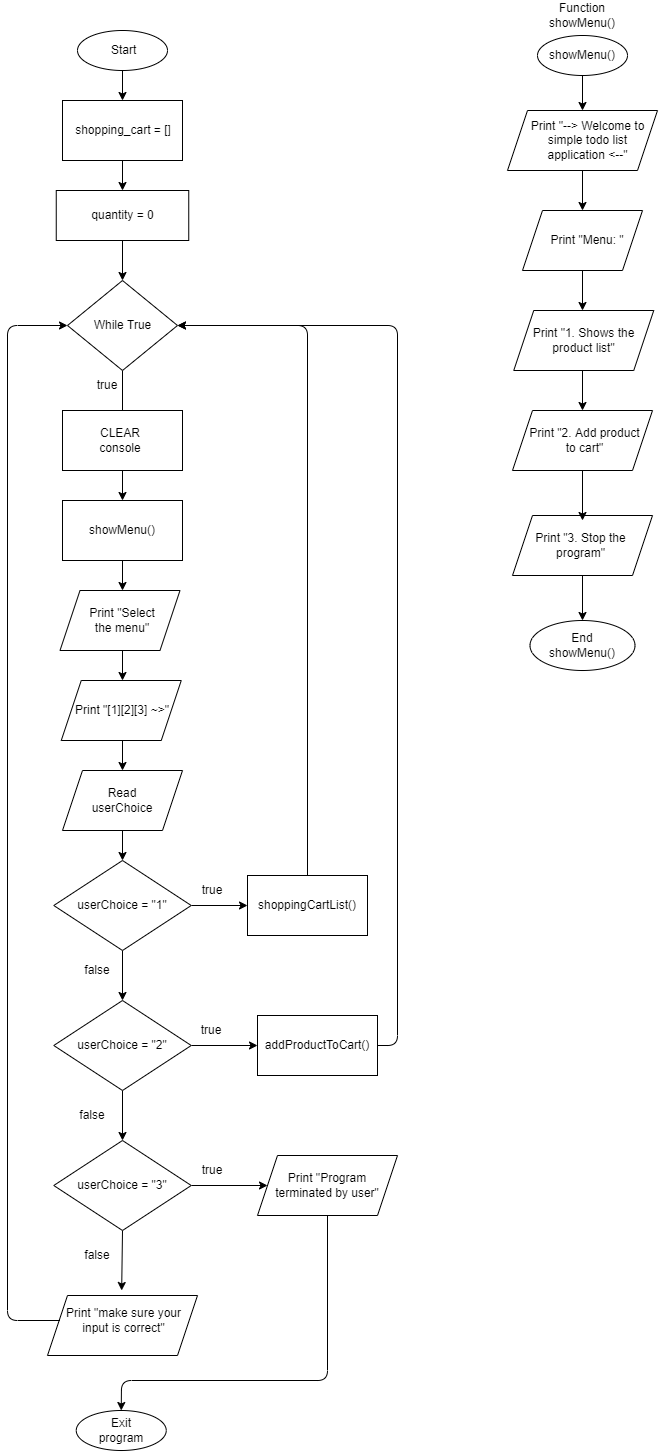 Start
shopping_cart = []
quantity = 0
While True
true
CLEAR
console
showMenu()
Print "Select
the menu"
Print "[1][2][3] ~>"
Read
userChoice
userChoice = "1"
true
shoppingCartList()
false
userChoice = "2"
true
addProductToCart()
false
userChoice = "3"
true
Print "Program
terminated by user"
false
Print "make sure your
input is correct"
Exit
program
Function
showMenu()
showMenu()
Print "--> Welcome to
simple todo list
application <--"
Print "Menu: "
Print "1. Shows the
product list"
Print "2. Add product
to cart"
Print "3. Stop the
program"
End
showMenu()